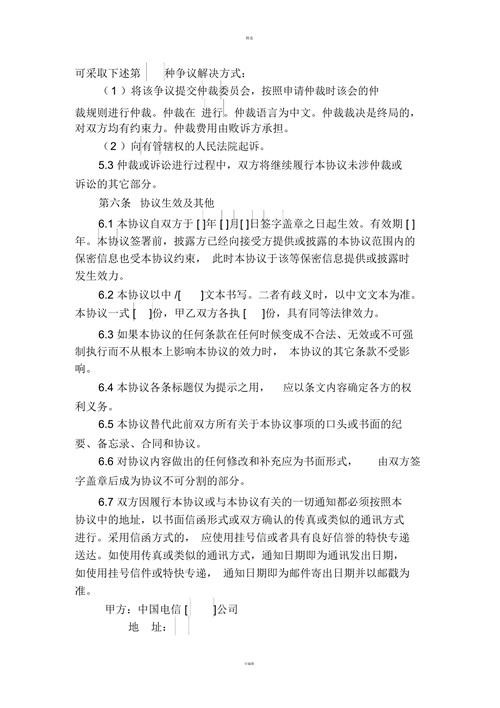 可采取下述第 种争议解决方式：
（1）将该争议提交仲裁委员会，按照申请仲裁时该会的仲
裁规则进行仲裁。仲裁在 进行。仲裁语言为中文。仲裁裁决是终局的，
对双方均有约束力。仲裁费用由败诉方承担。
（2）向有管辖权的人民法院起诉。
5.3 仲裁或诉讼进行过程中，双方将继续履行本协议未涉仲裁或
诉讼的其它部分。
第六条 协议生效及其他
6.1 本协议自双方于 [ ]年 [ ]月[ ]日签字盖章之日起生效。有效期 [ ]
年。本协议签署前，披露方已经向接受方提供或披露的本协议范围内的
保密信息也受本协议约束， 此时本协议于该等保密信息提供或披露时
发生效力。
6.2 本协议以中 /[ ]文本书写。二者有歧义时，以中文文本为准。
本协议一式 [ ]份，甲乙双方各执 [ ]份，具有同等法律效力。
6.3 如果本协议的任何条款在任何时候变成不合法、无效或不可强
制执行而不从根本上影响本协议的效力时， 本协议的其它条款不受影
响。
6.4 本协议各条标题仅为提示之用， 应以条文内容确定各方的权
利义务。
6.5 本协议替代此前双方所有关于本协议事项的口头或书面的纪
要、备忘录、合同和协议。
6.6 对协议内容做出的任何修改和补充应为书面形式， 由双方签
字盖章后成为协议不可分割的部分。
6.7 双方因履行本协议或与本协议有关的一切通知都必须按照本
协议中的地址，以书面信函形式或双方确认的传真或类似的通讯方式
进行。采用信函方式的， 应使用挂号信或者具有良好信誉的特快专递
送达。如使用传真或类似的通讯方式，通知日期即为通讯发出日期，
如使用挂号信件或特快专递， 通知日期即为邮件寄出日期并以邮戳为
准。
甲方：中国电信 [ ]公司
地 址：